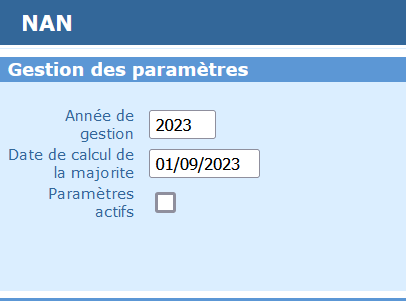 NAN
Gestion des paramètres
Année de
gestion
2023
Date de calcul de
la majorite
01/09/2023
Paramètres
actifs